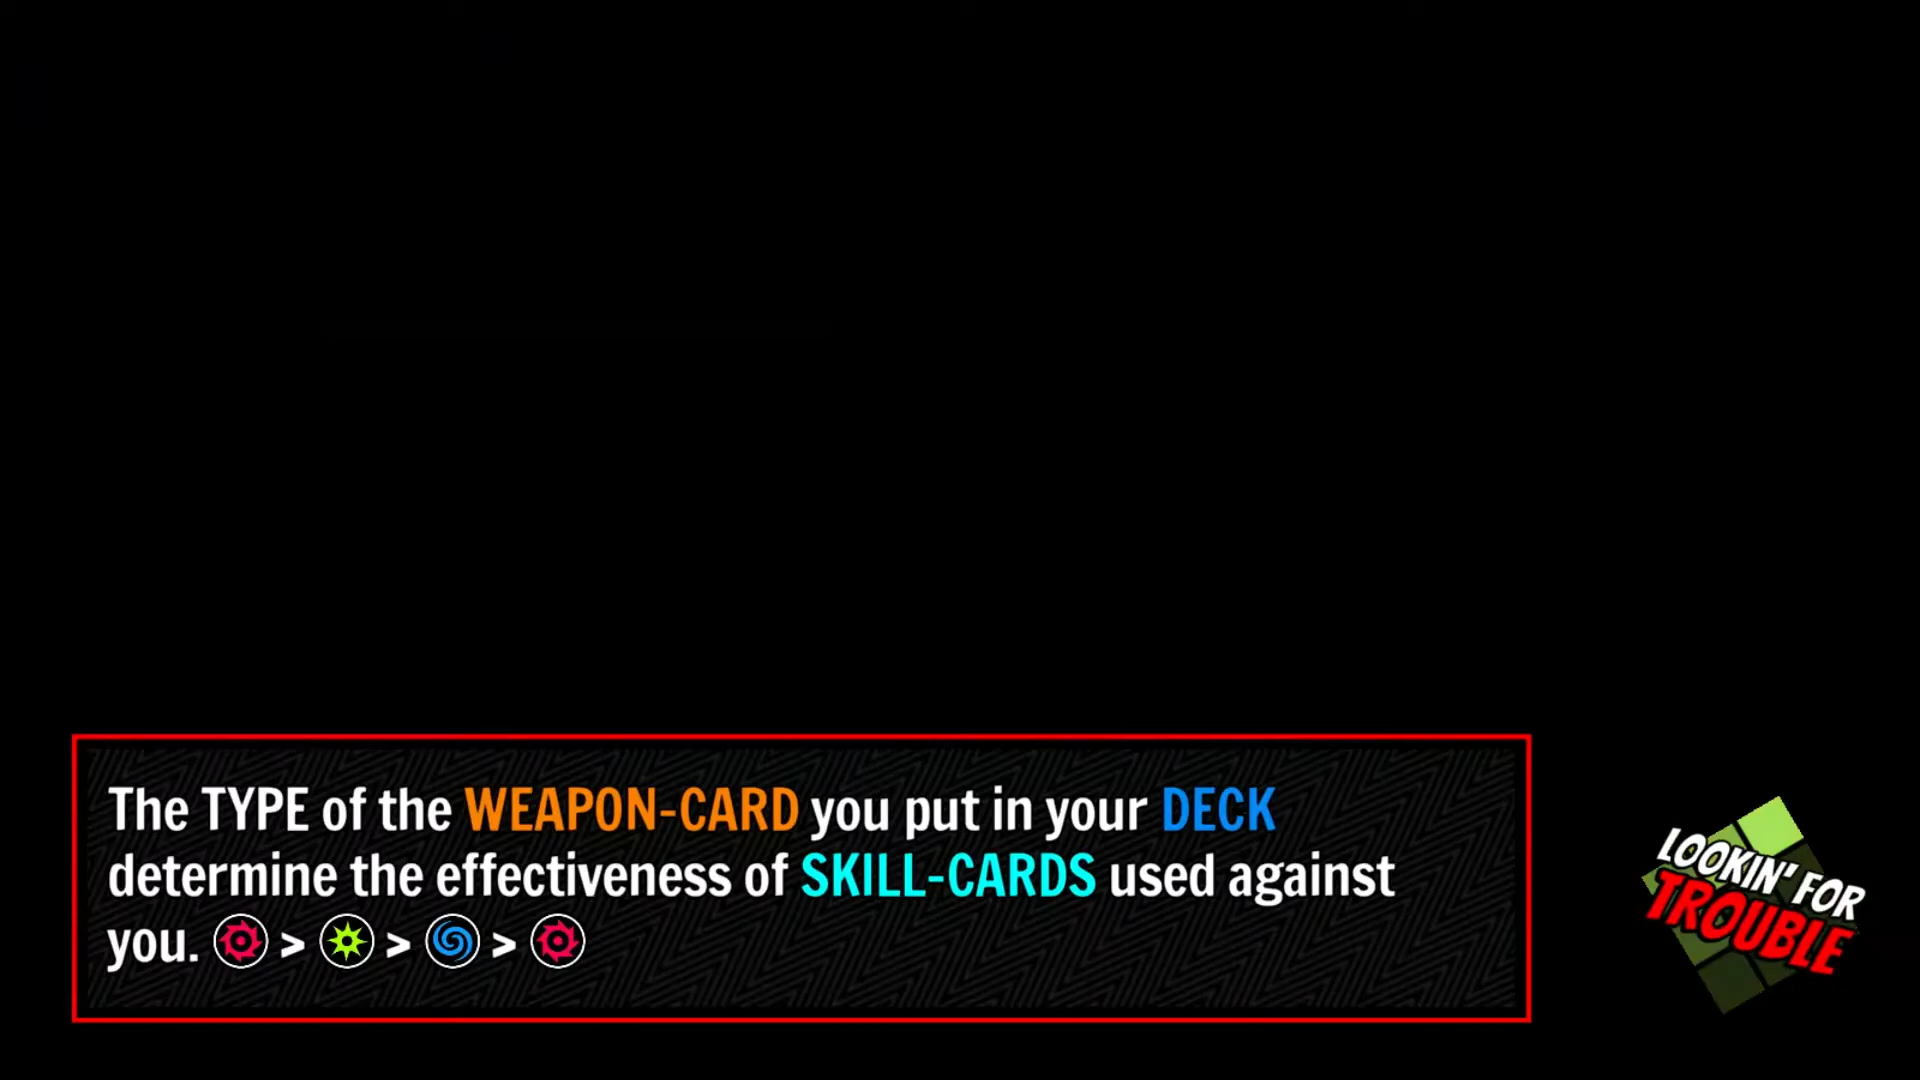 The TYPE of the WEAPON-CARD you put in your DECK
determine the effectiveness of SKILL-CARDS used against
you. > > >
LOOKIN' FOR
TROUBLE